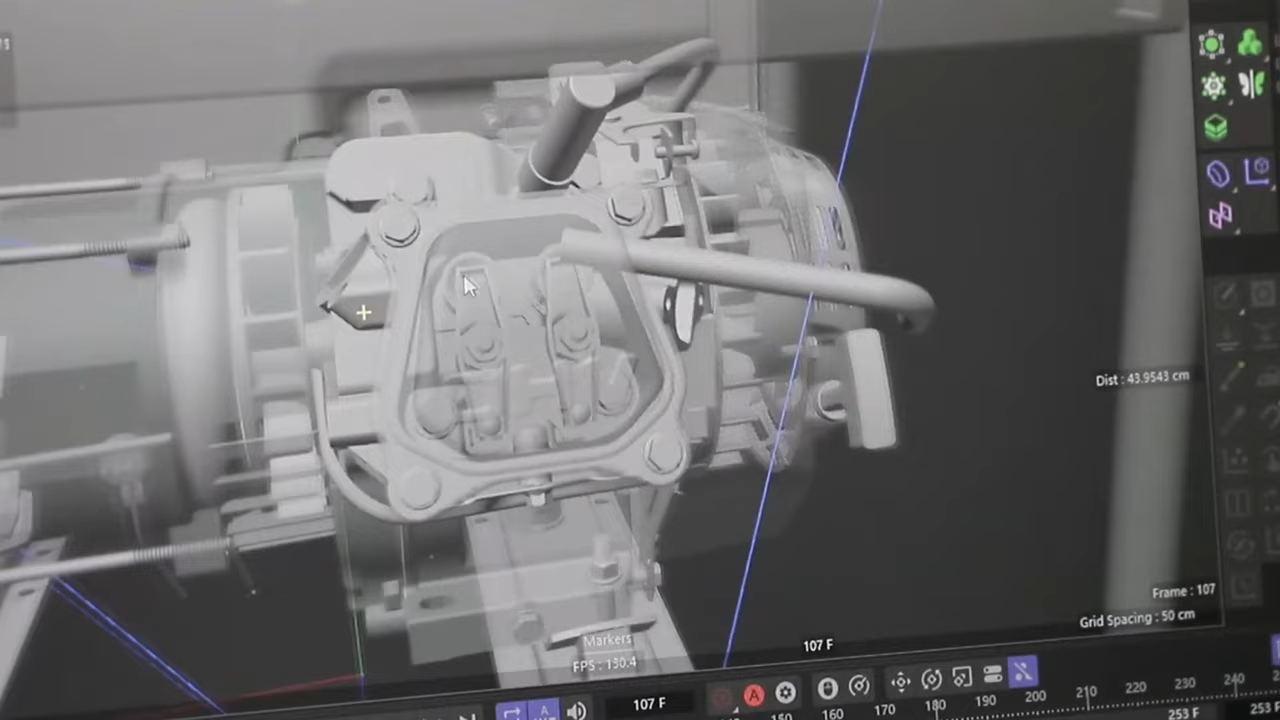 Dist : 43.9543 cm
Frame : 107
Grid Spacing : 50 cm
Markers
FPS : 130.4
107 F
107 F
A
A
150 160 170 180 190 200 210 220 230 240
253 F
253 F